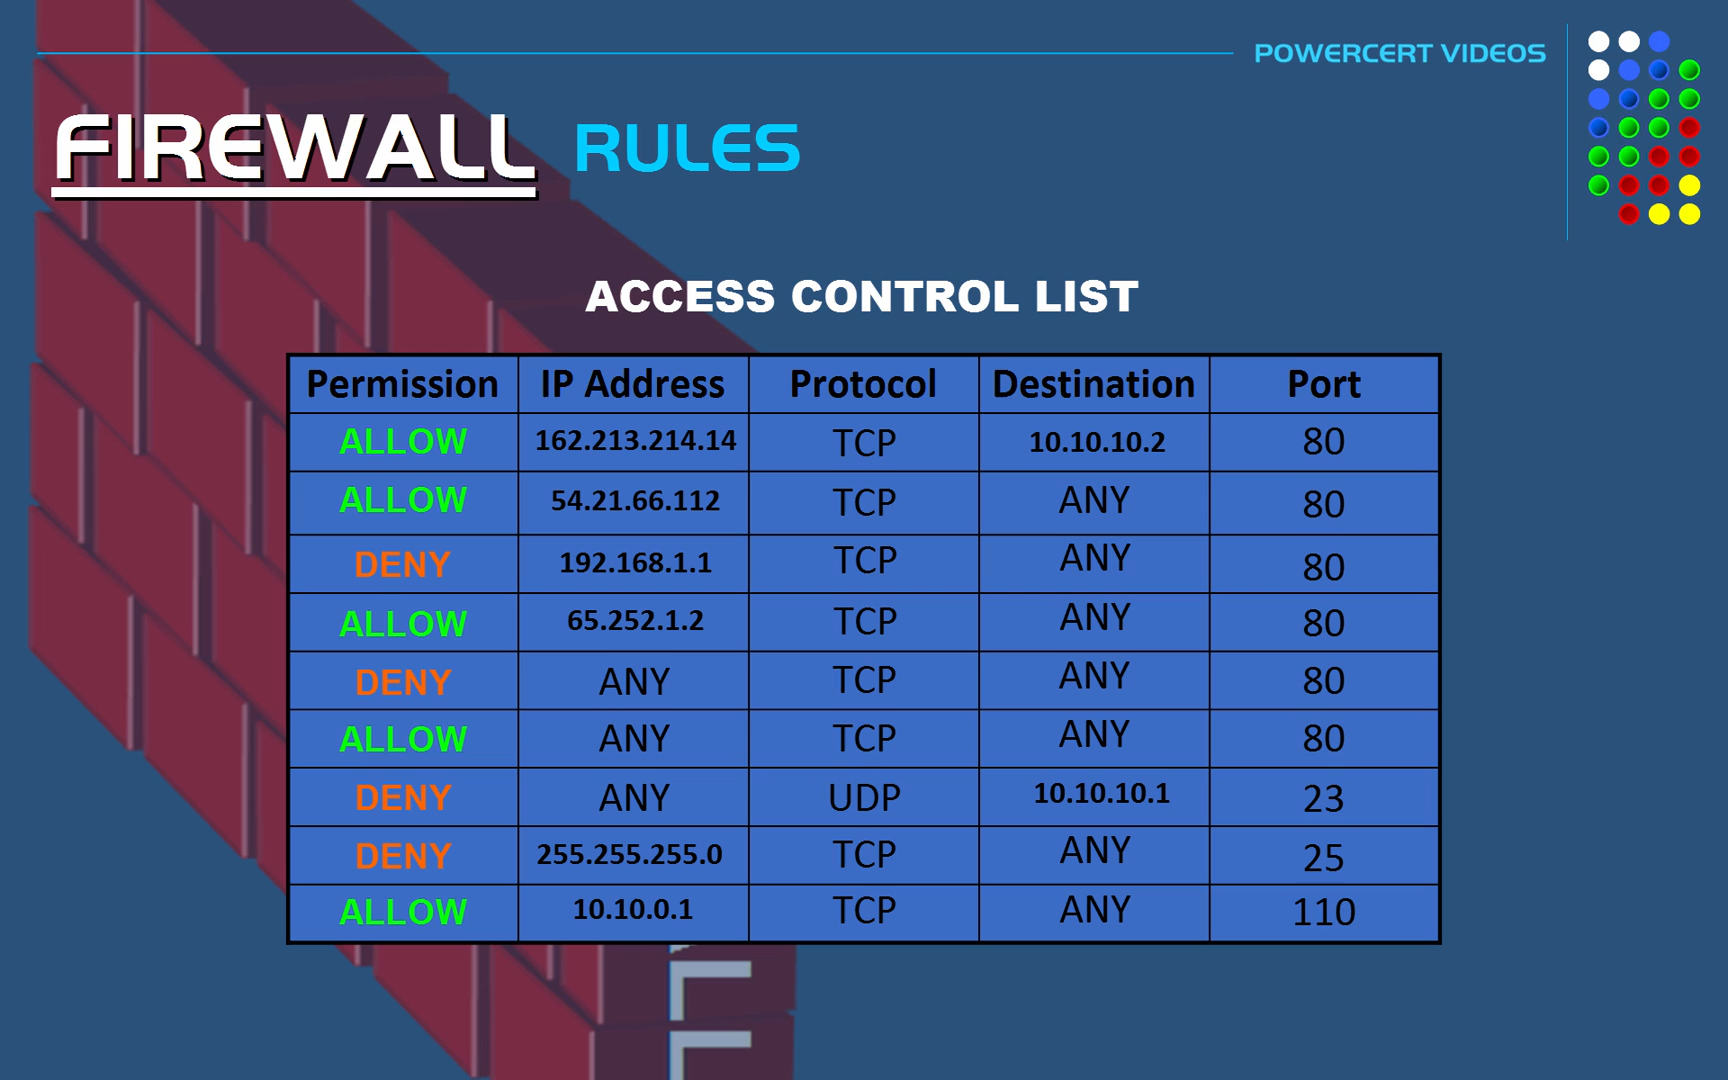 POWERCERT VIDEOS
FIREWALL RULES
ACCESS CONTROL LIST
Permission IP Address Protocol Destination Port
ALLOW 162.213.214.14 TCP 10.10.10.2 80
ALLOW 54.21.66.112 TCP ANY 80
DENY 192.168.1.1 TCP ANY 80
ALLOW 65.252.1.2 TCP ANY 80
DENY ANY TCP ANY 80
ALLOW ANY TCP ANY 80
DENY ANY UDP 10.10.10.1 23
DENY 255.255.255.0 TCP ANY 25
ALLOW 10.10.0.1 TCP ANY 110